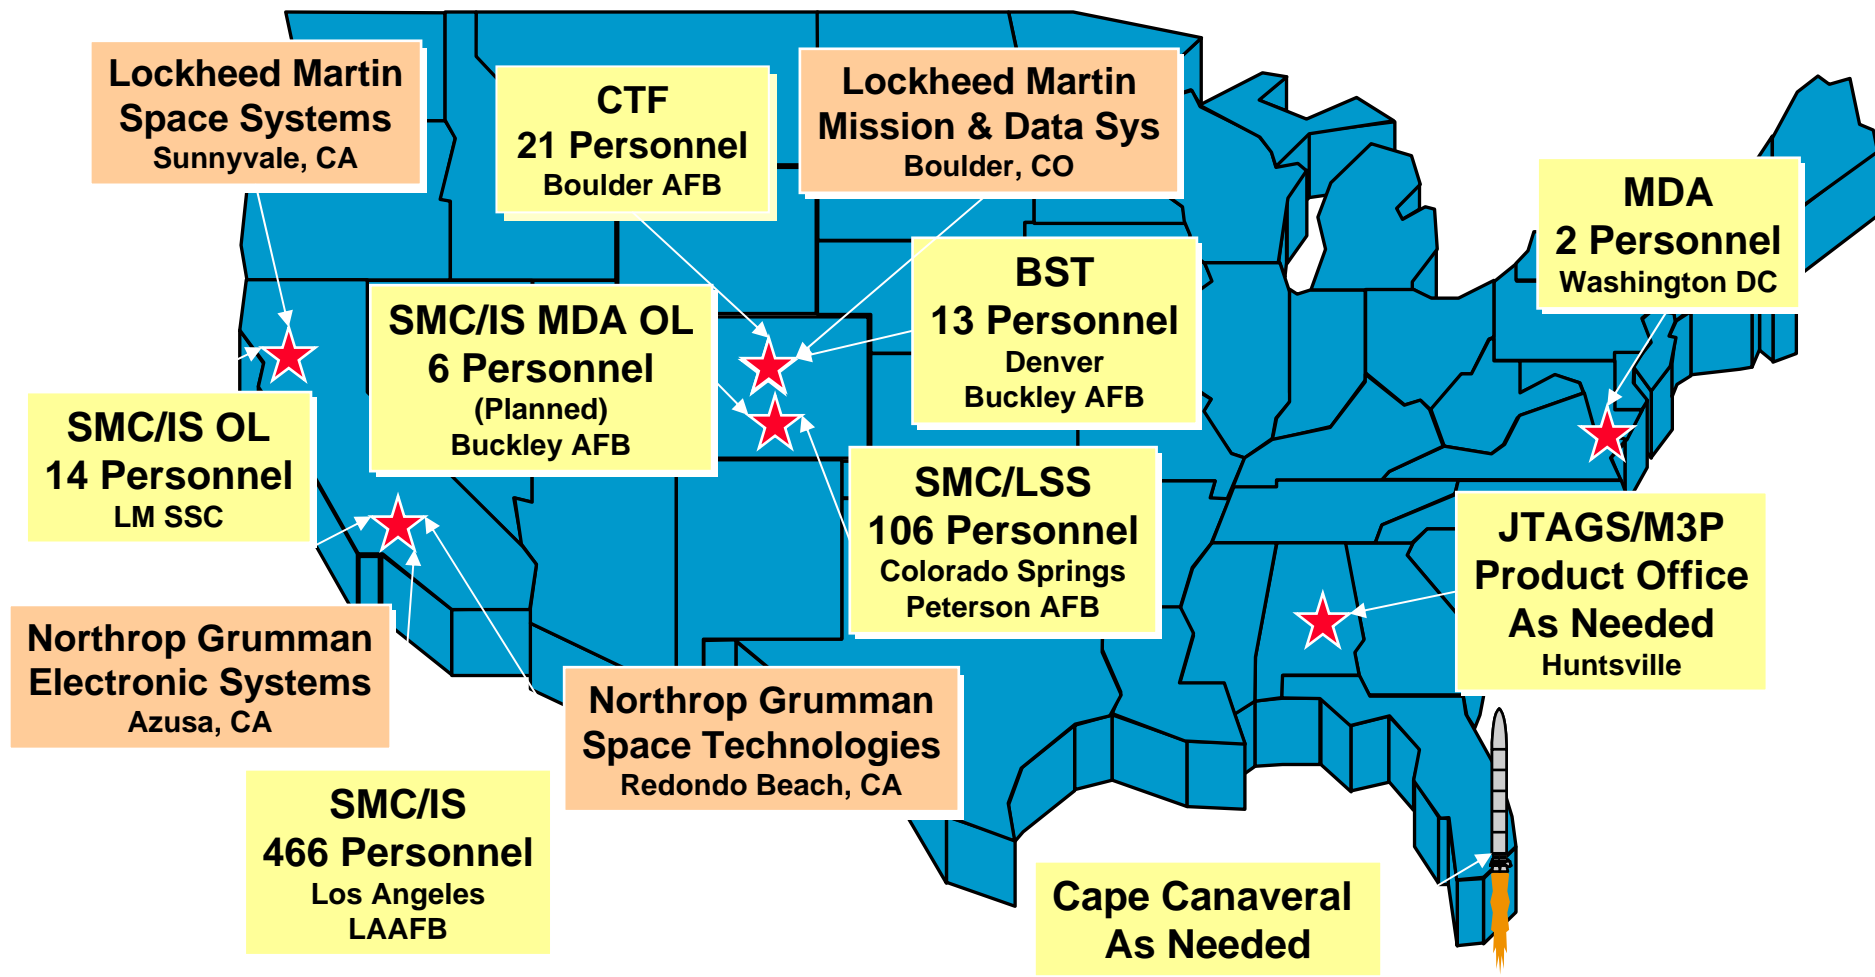 Lockheed Martin
Space Systems
Sunnyvale, CA
CTF
21 Personnel
Boulder AFB
Lockheed Martin
Mission & Data Sys
Boulder, CO
MDA
2 Personnel
Washington DC
SMC/IS MDA OL
6 Personnel
(Planned)
Buckley AFB
BST
13 Personnel
Denver
Buckley AFB
SMC/IS OL
14 Personnel
LM SSC
SMC/LSS
106 Personnel
Colorado Springs
Peterson AFB
JTAGS/M3P
Product Office
As Needed
Huntsville
Northrop Grumman
Electronic Systems
Azusa, CA
Northrop Grumman
Space Technologies
Redondo Beach, CA
SMC/IS
466 Personnel
Los Angeles
LAAFB
Cape Canaveral
As Needed